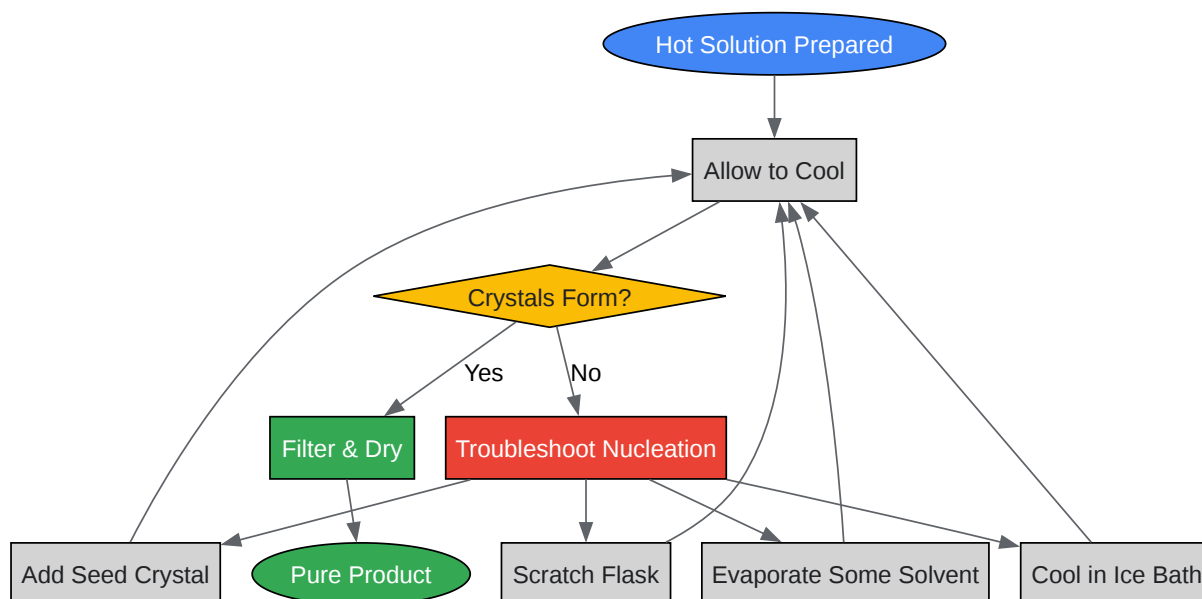 Hot Solution Prepared
Allow to Cool
Crystals Form?
Yes
No
Filter & Dry
Troubleshoot Nucleation
Add Seed Crystal
Pure Product
Scratch Flask
Evaporate Some Solvent
Cool in Ice Bath